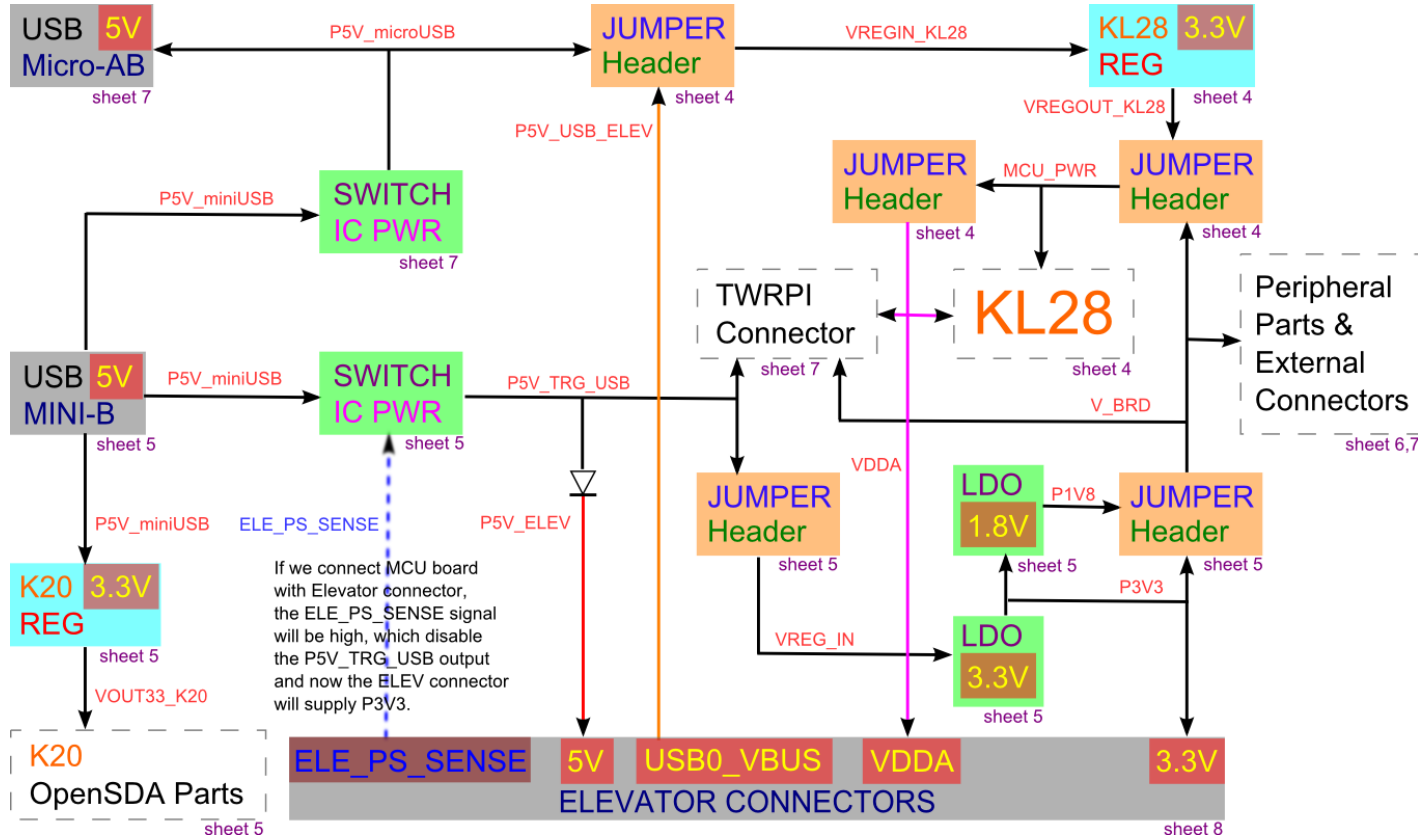 USB 5V
Micro-AB
sheet 7
P5V_microUSB
JUMPER
Header
sheet 4
VREGIN_KL28
KL28 3.3V
REG
sheet 4
VREGOUT_KL28
P5V_USB_ELEV
P5V_miniUSB
SWITCH
IC PWR
sheet 7
JUMPER
Header
sheet 4
MCU_PWR
JUMPER
Header
sheet 4
TWRPI
Connector
sheet 7
KL28
sheet 4
Peripheral
Parts &
External
Connectors
sheet 6,7
USB 5V
MINI-B
sheet 5
P5V_miniUSB
SWITCH
IC PWR
sheet 5
P5V_TRG_USB
V_BRD
VDDA
P5V_miniUSB
ELE_PS_SENSE
P5V_ELEV
JUMPER
Header
sheet 5
LDO
1.8V
sheet 5
P1V8
JUMPER
Header
sheet 5
P3V3
K20 3.3V
REG
sheet 5
If we connect MCU board
with Elevator connector,
the ELE_PS_SENSE signal
will be high, which disable
the P5V_TRG_USB output
and now the ELEV connector
will supply P3V3.
VREG_IN
LDO
3.3V
sheet 5
VOUT33_K20
K20
OpenSDA Parts
sheet 5
ELE_PS_SENSE 5V USB0_VBUS VDDA 3.3V
ELEVATOR CONNECTORS
sheet 8